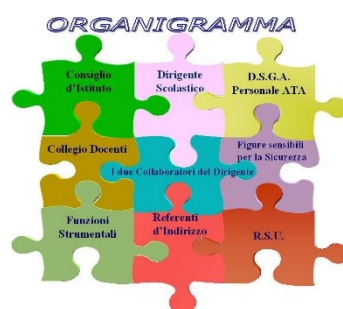 ORGANIGRAMMA
Consiglio
d'Istituto
Dirigente
Scolastico
D.S.G.A.
Personale ATA
Collegio Docenti
I due Collaboratori del Dirigente
Figure sensibili
per la Sicurezza
Funzioni
Strumentali
Referenti
d'Indirizzo
R.S.U.